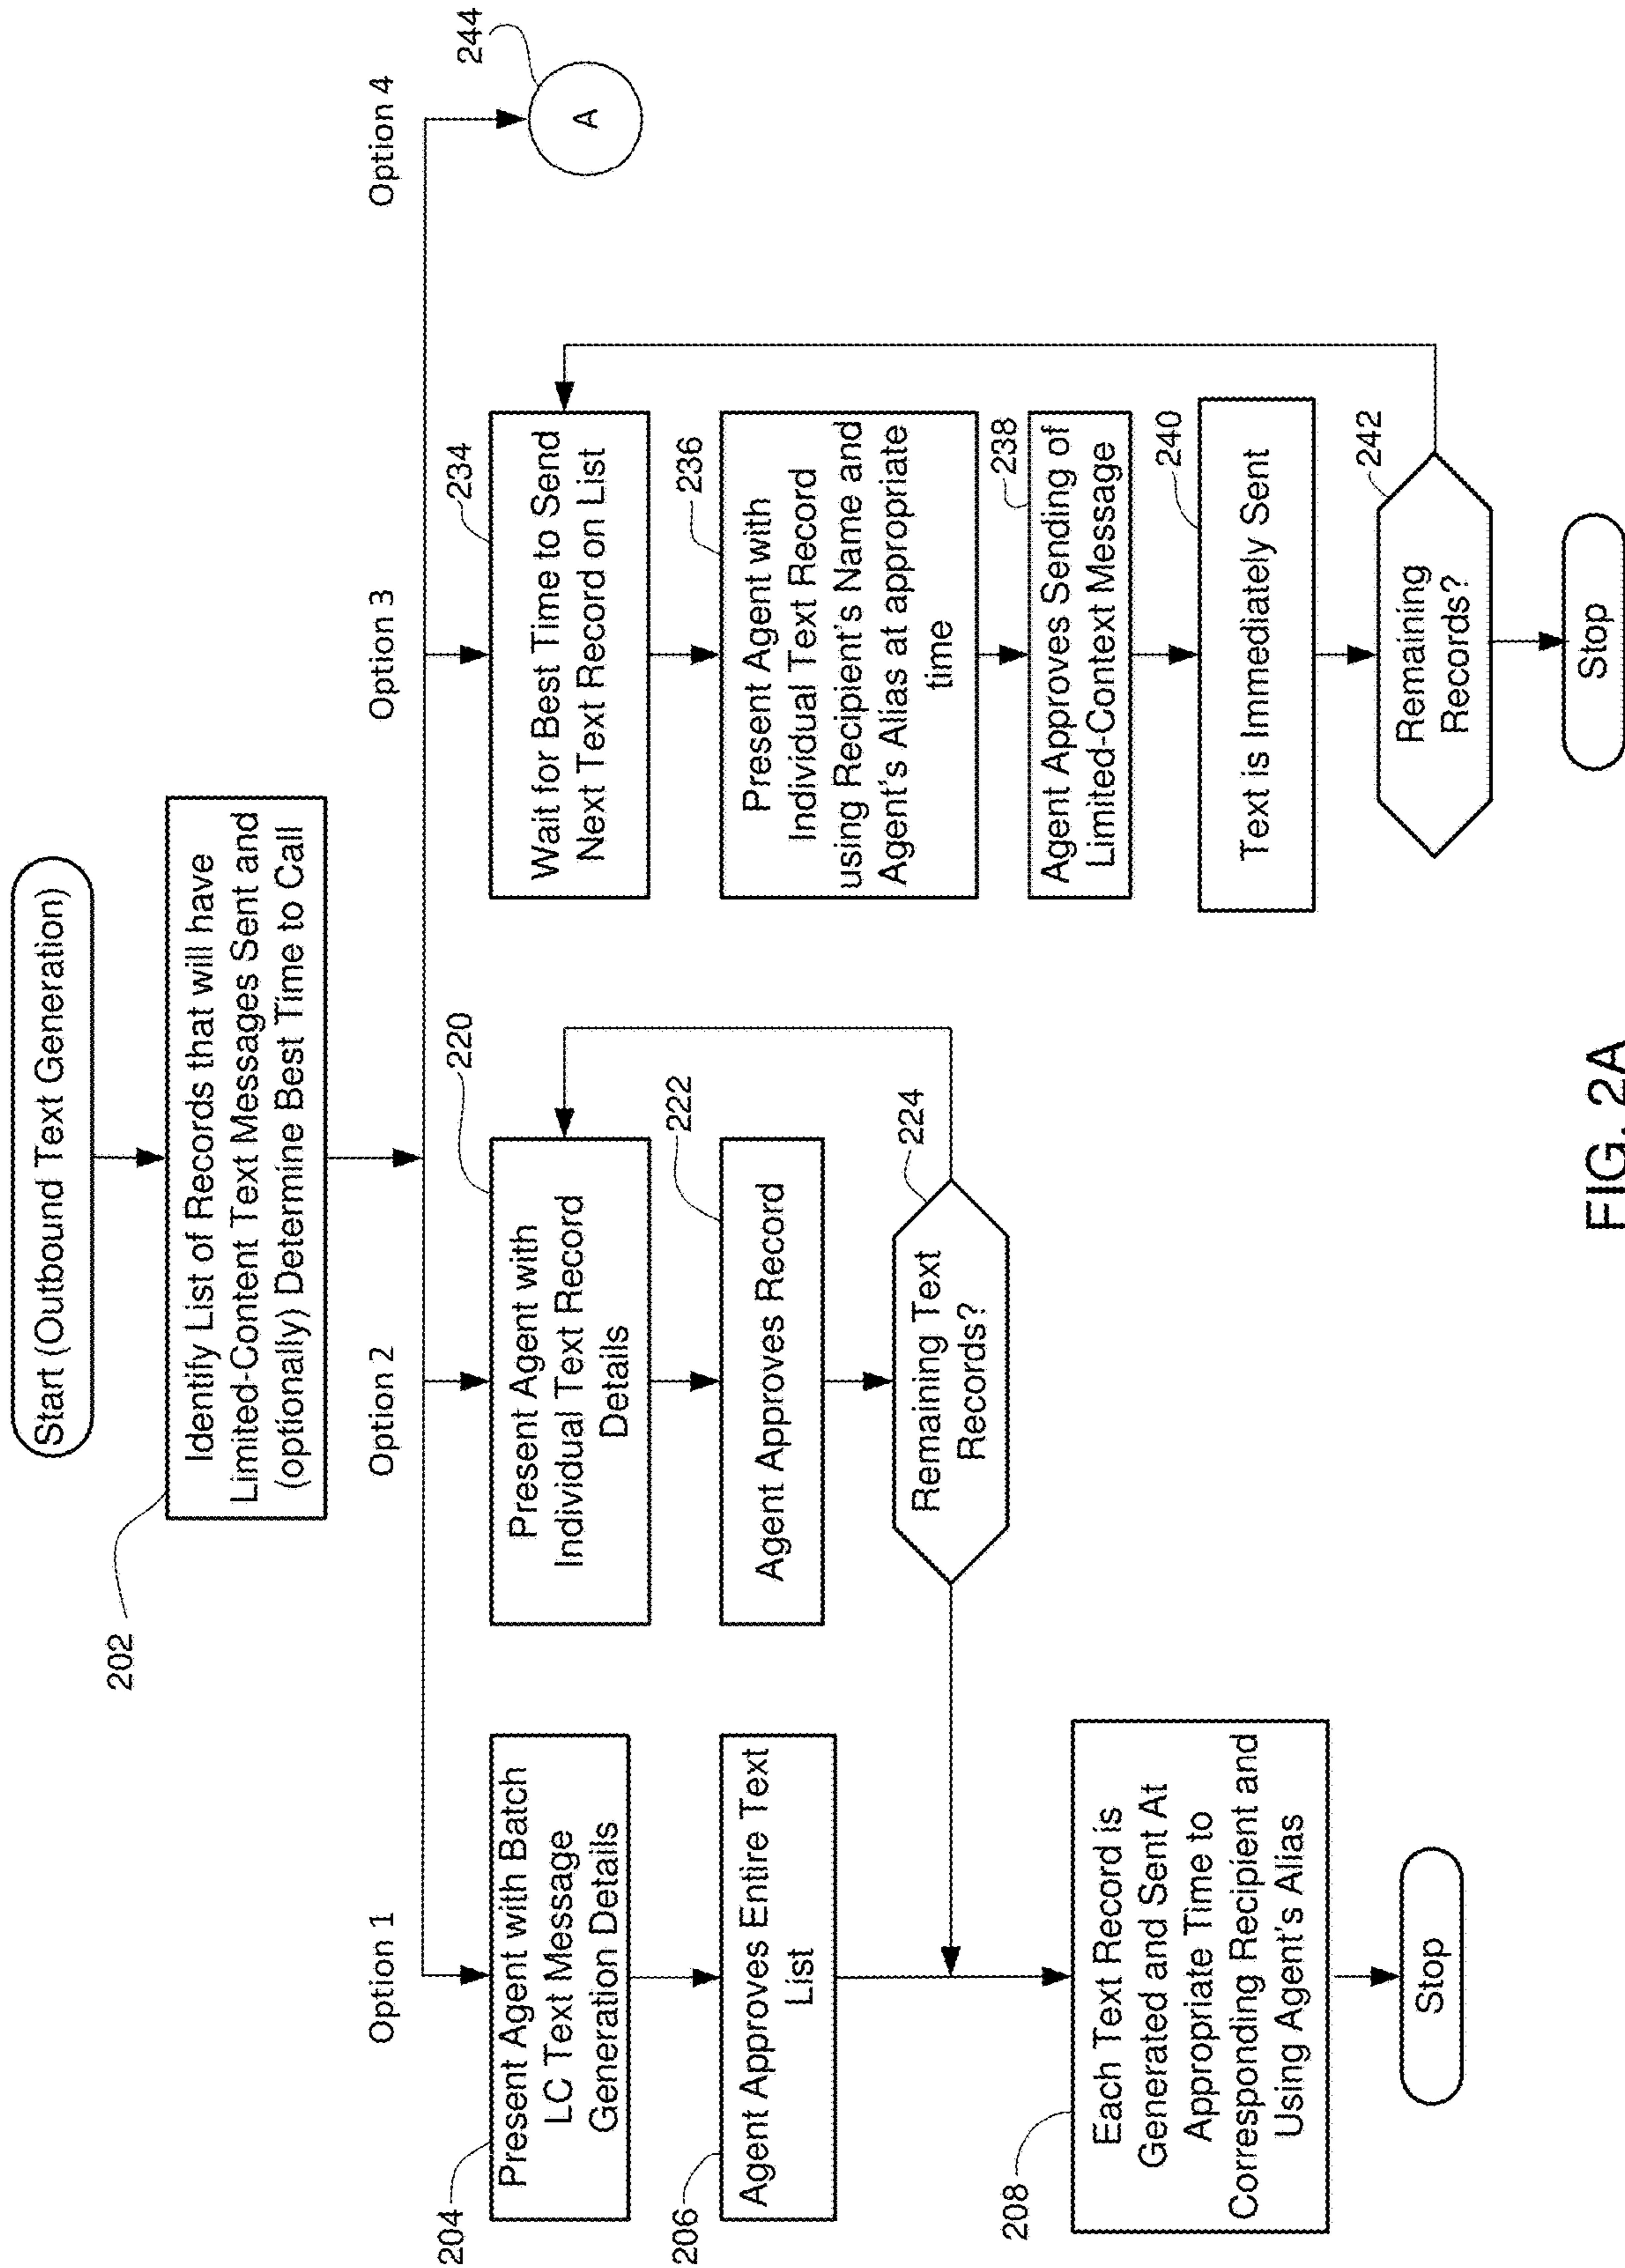 Start (Outbound Text Generation)
202
Identify List of Records that will have
Limited-Content Text Messages Sent and
(optionally) Determine Best Time to Call
Option 1
204
Present Agent with Batch
LC Text Message
Generation Details
206
Agent Approves Entire Text
List
208
Each Text Record is
Generated and Sent At
Appropriate Time to
Corresponding Recipient and
Using Agent's Alias
Stop
Option 2
220
Present Agent with
Individual Text Record
Details
222
Agent Approves Record
224
Remaining Text
Records?
Option 3
234
Wait for Best Time to Send
Next Text Record on List
236
Present Agent with
Individual Text Record
using Recipient's Name and
Agent's Alias at appropriate
time
238
Agent Approves Sending of
Limited-Context Message
240
Text is Immediately Sent
242
Remaining
Records?
Stop
Option 4
244
A
FIG. 2A